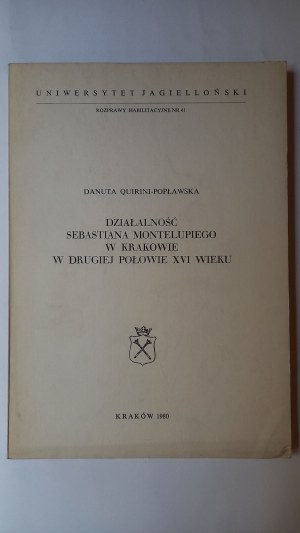 UNIWERSYTET JAGIELLOŃSKI
ROZPRAWY HABILITACYJNE NR 41
DANUTA QUIRINI-POPŁAWSKA
DZIAŁALNOŚĆ
SEBASTIANA MONTELUPIEGO
W KRAKOWIE
W DRUGIEJ POŁOWIE XVI WIEKU
KRAKÓW 1980